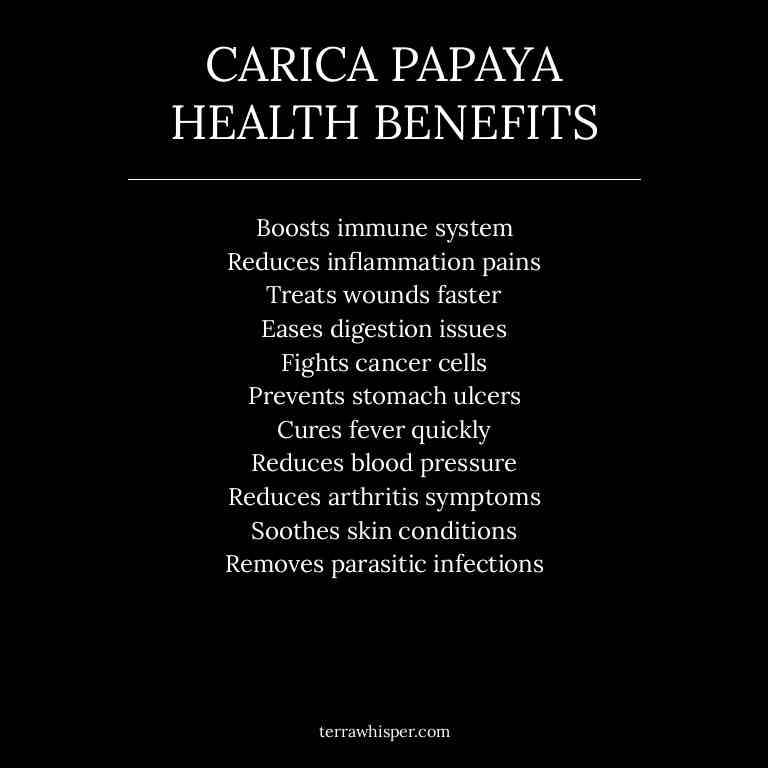 CARICA PAPAYA
HEALTH BENEFITS
Boosts immune system
Reduces inflammation pains
Treats wounds faster
Eases digestion issues
Fights cancer cells
Prevents stomach ulcers
Cures fever quickly
Reduces blood pressure
Reduces arthritis symptoms
Soothes skin conditions
Removes parasitic infections
terrawhisper.com